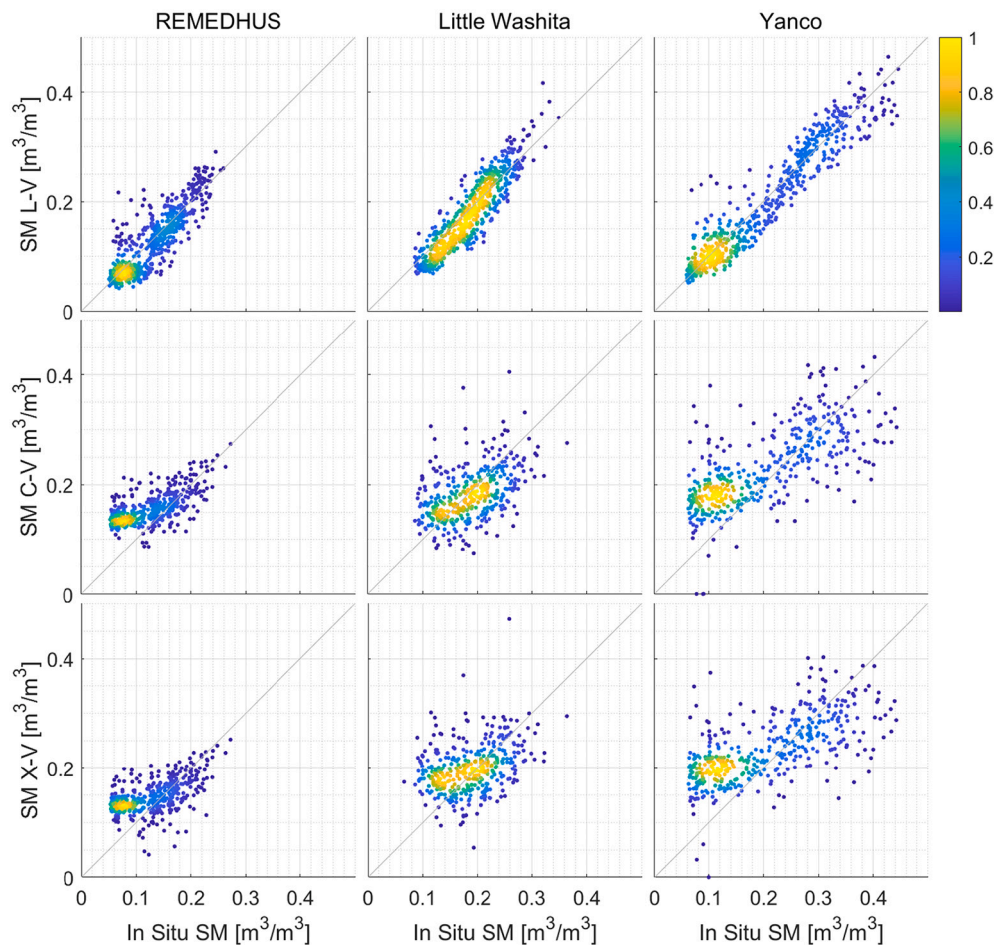 REMEDHUS Little Washita Yanco
SM L-V [m³/m³]
0.4
0.2
0
1
0.8
0.6
0.4
0.2
SM C-V [m³/m³]
0.4
0.2
0
SM X-V [m³/m³]
0.4
0.2
0
0 0.1 0.2 0.3 0.4 0 0.1 0.2 0.3 0.4 0 0.1 0.2 0.3 0.4
In Situ SM [m³/m³] In Situ SM [m³/m³] In Situ SM [m³/m³]